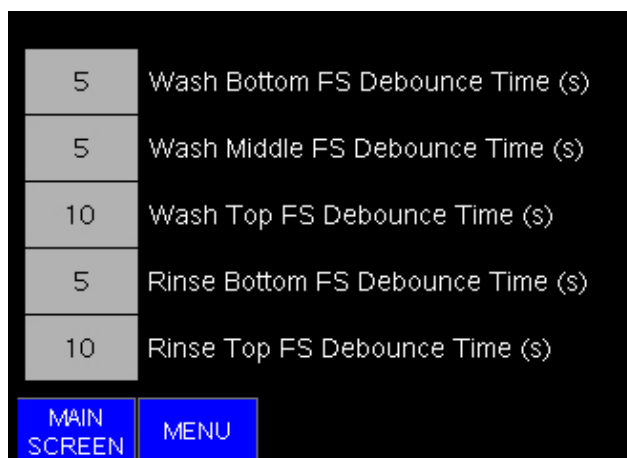 5 Wash Bottom FS Debounce Time (s)
5 Wash Middle FS Debounce Time (s)
10 Wash Top FS Debounce Time (s)
5 Rinse Bottom FS Debounce Time (s)
10 Rinse Top FS Debounce Time (s)
MAIN
SCREEN
MENU